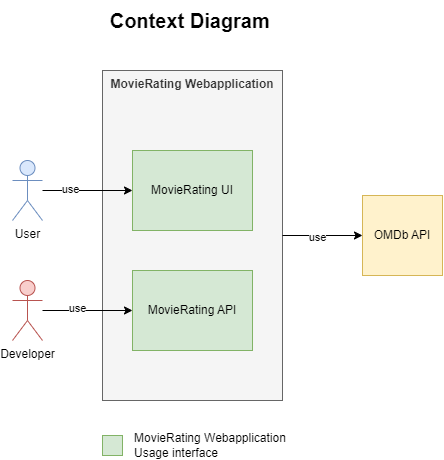 Context Diagram
MovieRating Webapplication
MovieRating UI
use
User
use
OMDb API
MovieRating API
use
Developer
MovieRating Webapplication
Usage interface